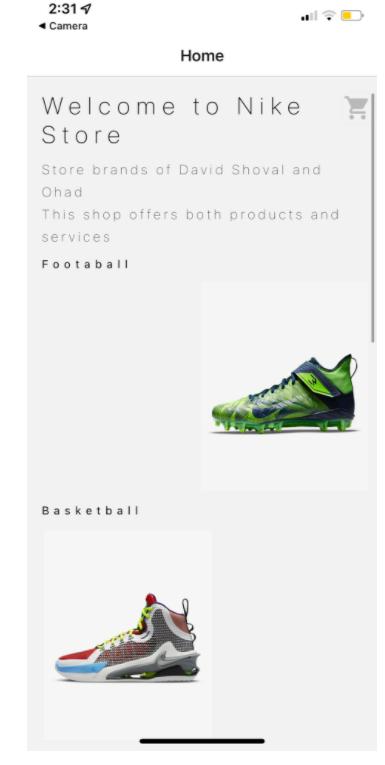 2:31
◀ Camera
Home
Welcome to Nike
Store
Store brands of David Shoval and
Ohad
This shop offers both products and
services
Footaball
Basketball